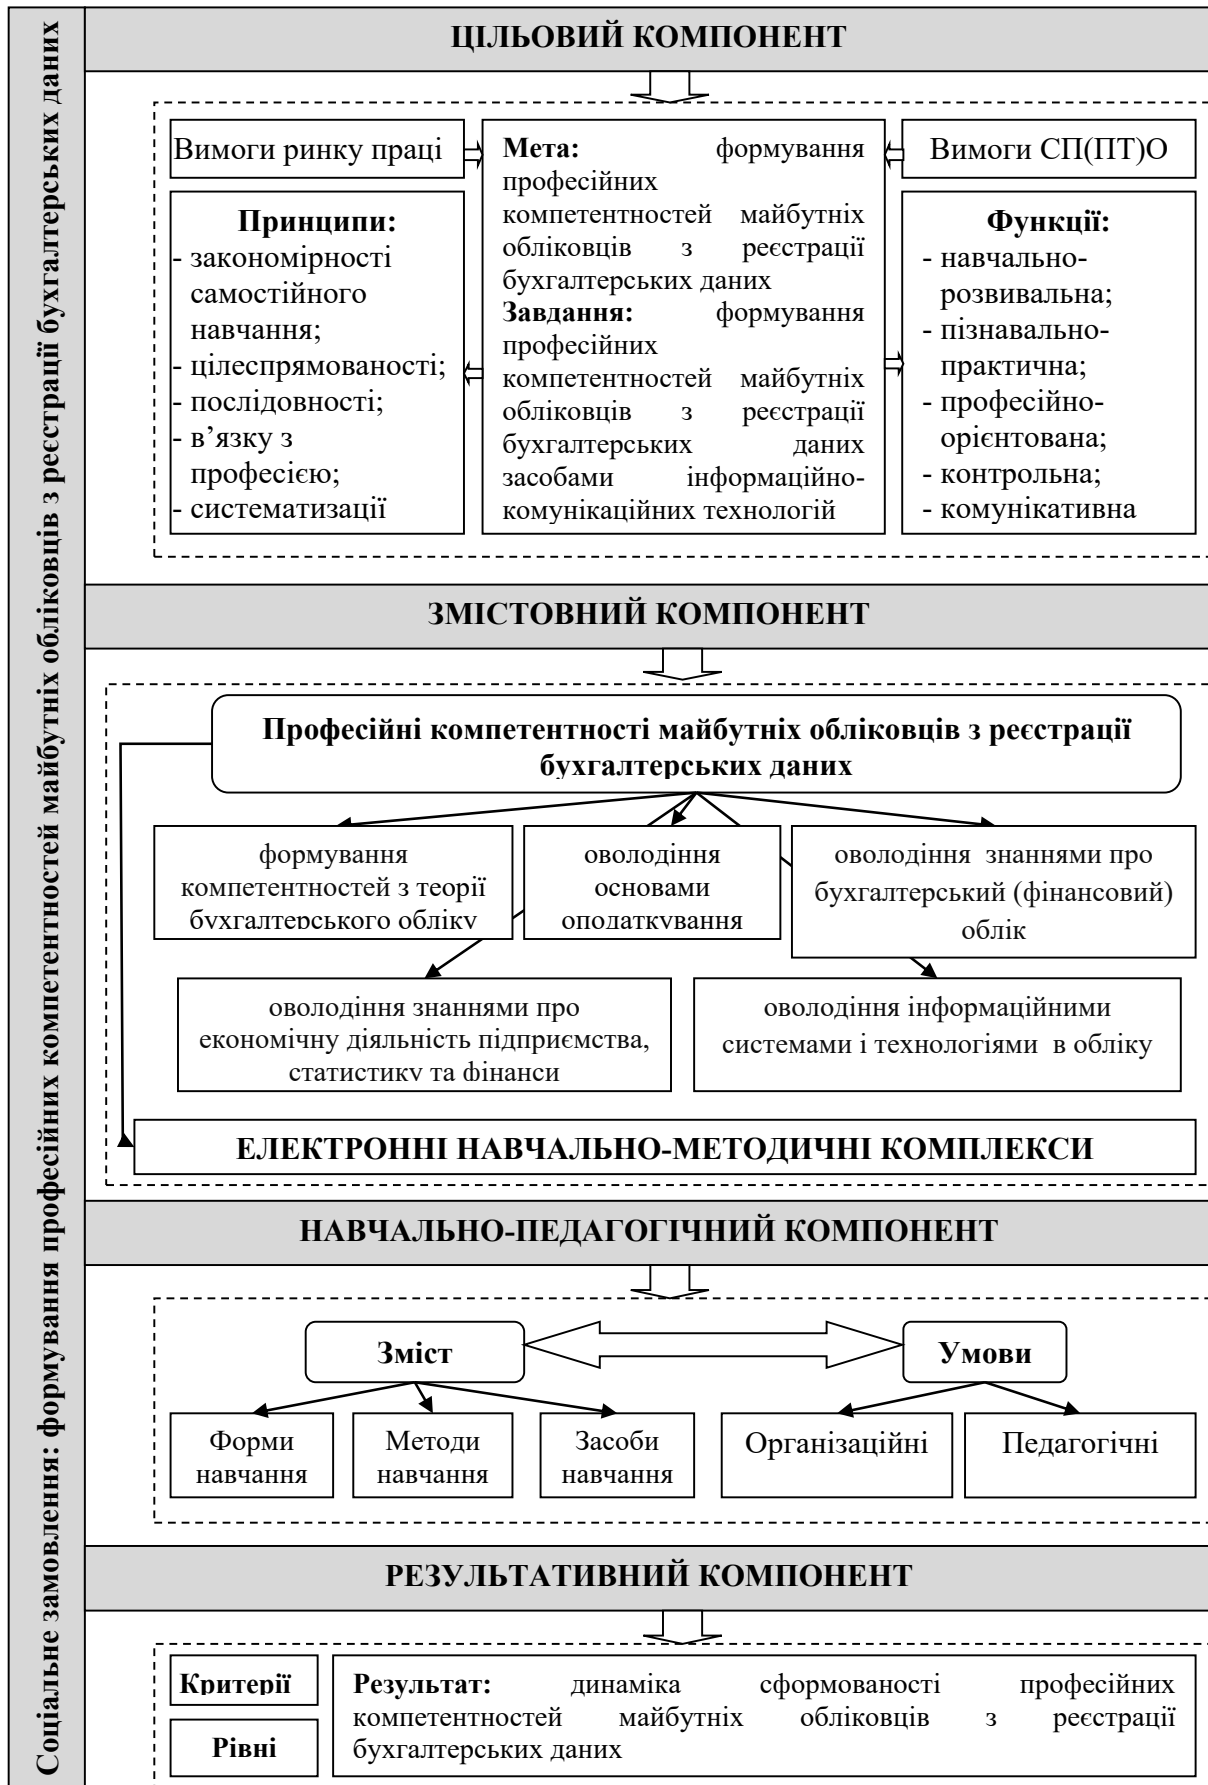 Соціальне замовлення: формування професійних компетентностей майбутніх обліковців з реєстрації бухгалтерських даних
ЦІЛЬОВИЙ КОМПОНЕНТ
Вимоги ринку праці
Принципи:
- закономірності
самостійного
навчання;
- цілеспрямованості;
- послідовності;
- в’язку з
професією;
- систематизації
Мета: формування
професійних
компетентностей майбутніх
обліковців з реєстрації
бухгалтерських даних
Завдання: формування
професійних
компетентностей майбутніх
обліковців з реєстрації
бухгалтерських даних
засобами інформаційно-
комунікаційних технологій
Вимоги СП(ПТ)О
Функції:
- навчально-
розвивальна;
- пізнавально-
практична;
- професійно-
орієнтована;
- контрольна;
- комунікативна
ЗМІСТОВНИЙ КОМПОНЕНТ
Професійні компетентності майбутніх обліковців з реєстрації
бухгалтерських даних
формування
компетентностей з теорії
бухгалтерського обліку
оволодіння
основами
оподаткування
оволодіння знаннями про
бухгалтерський (фінансовий)
облік
оволодіння знаннями про
економічну діяльність підприємства,
статистику та фінанси
оволодіння інформаційними
системами і технологіями в обліку
ЕЛЕКТРОННІ НАВЧАЛЬНО-МЕТОДИЧНІ КОМПЛЕКСИ
НАВЧАЛЬНО-ПЕДАГОГІЧНИЙ КОМПОНЕНТ
Зміст
Умови
Форми
навчання
Методи
навчання
Засоби
навчання
Організаційні
Педагогічні
РЕЗУЛЬТАТИВНИЙ КОМПОНЕНТ
Критерії
Рівні
Результат: динаміка сформованості професійних
компетентностей майбутніх обліковців з реєстрації
бухгалтерських даних